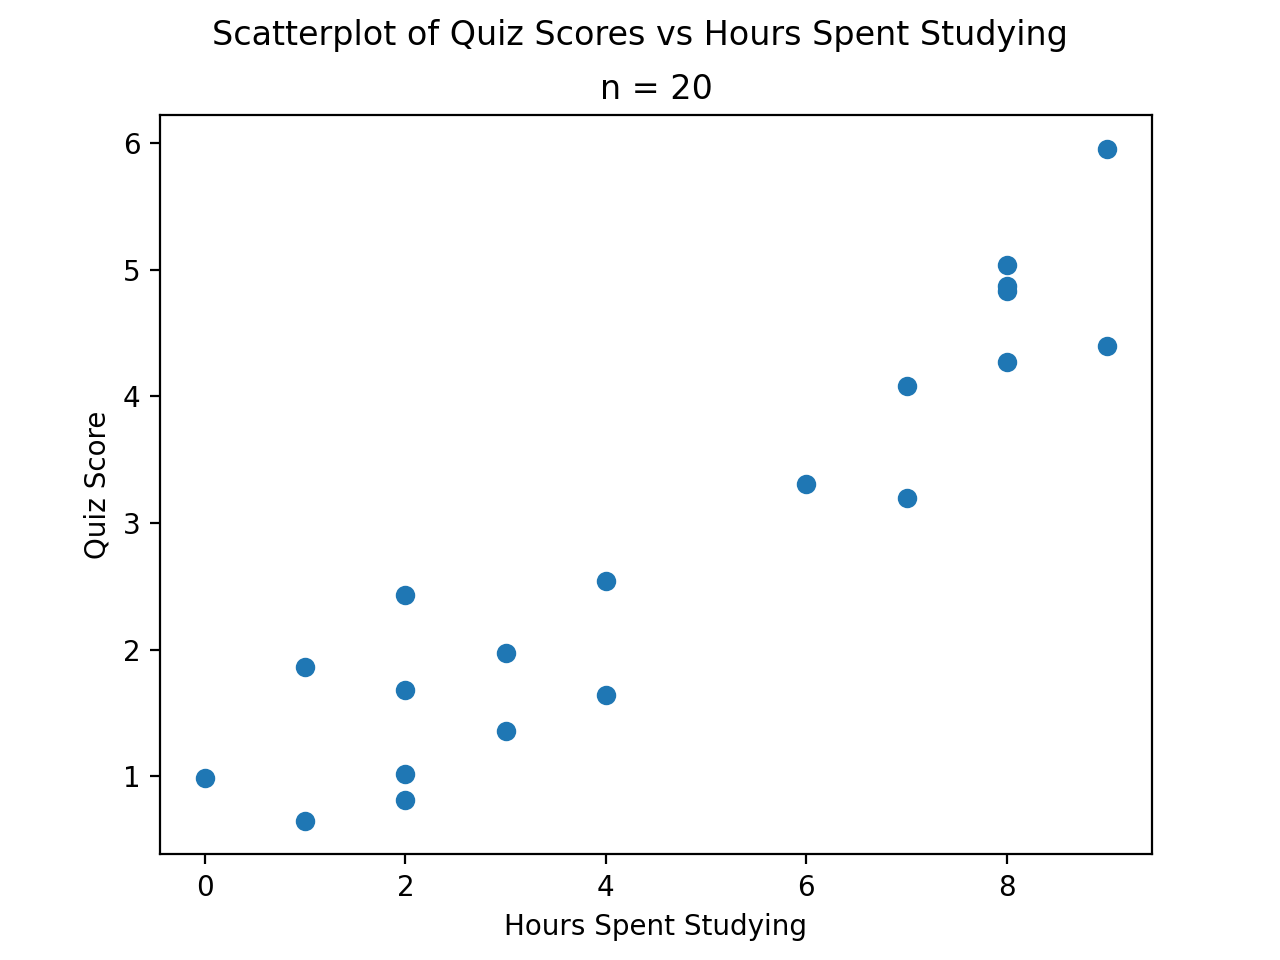 Scatterplot of Quiz Scores vs Hours Spent Studying
n = 20
6
5
4
3
2
1
Quiz Score
0 2 4 6 8
Hours Spent Studying